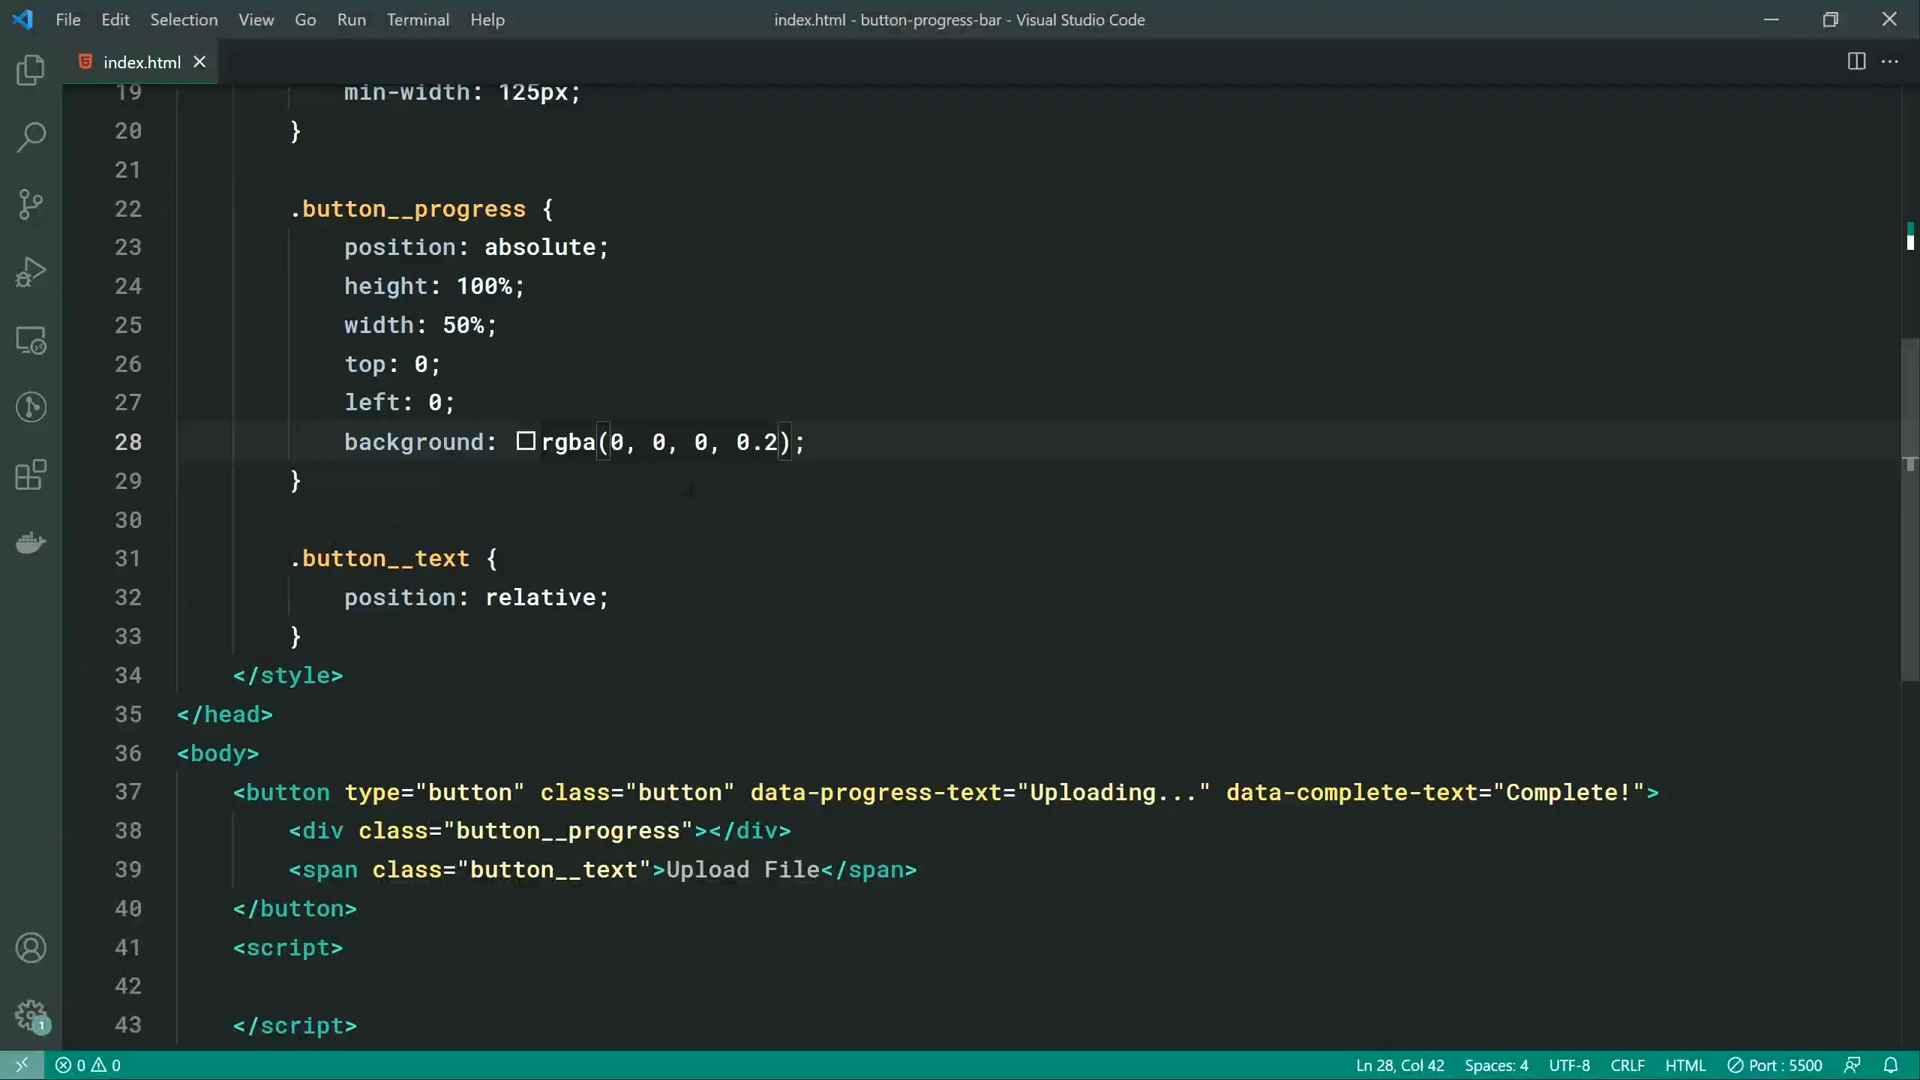 File Edit Selection View Go Run Terminal Help
index.html - button-progress-bar - Visual Studio Code
index.html
19 min-width: 125px;
20 }
21
22 .button__progress {
23 position: absolute;
24 height: 100%;
25 width: 50%;
26 top: 0;
27 left: 0;
28 background: rgba(0, 0, 0, 0.2);
29 }
30
31 .button__text {
32 position: relative;
33 }
34 </style>
35 </head>
36 <body>
37 <button type="button" class="button" data-progress-text="Uploading..." data-complete-text="Complete!">
38 <div class="button__progress"></div>
39 <span class="button__text">Upload File</span>
40 </button>
41 <script>
42
43 </script>
1
0 0 Ln 28, Col 42 Spaces: 4 UTF-8 CRLF HTML Port : 5500